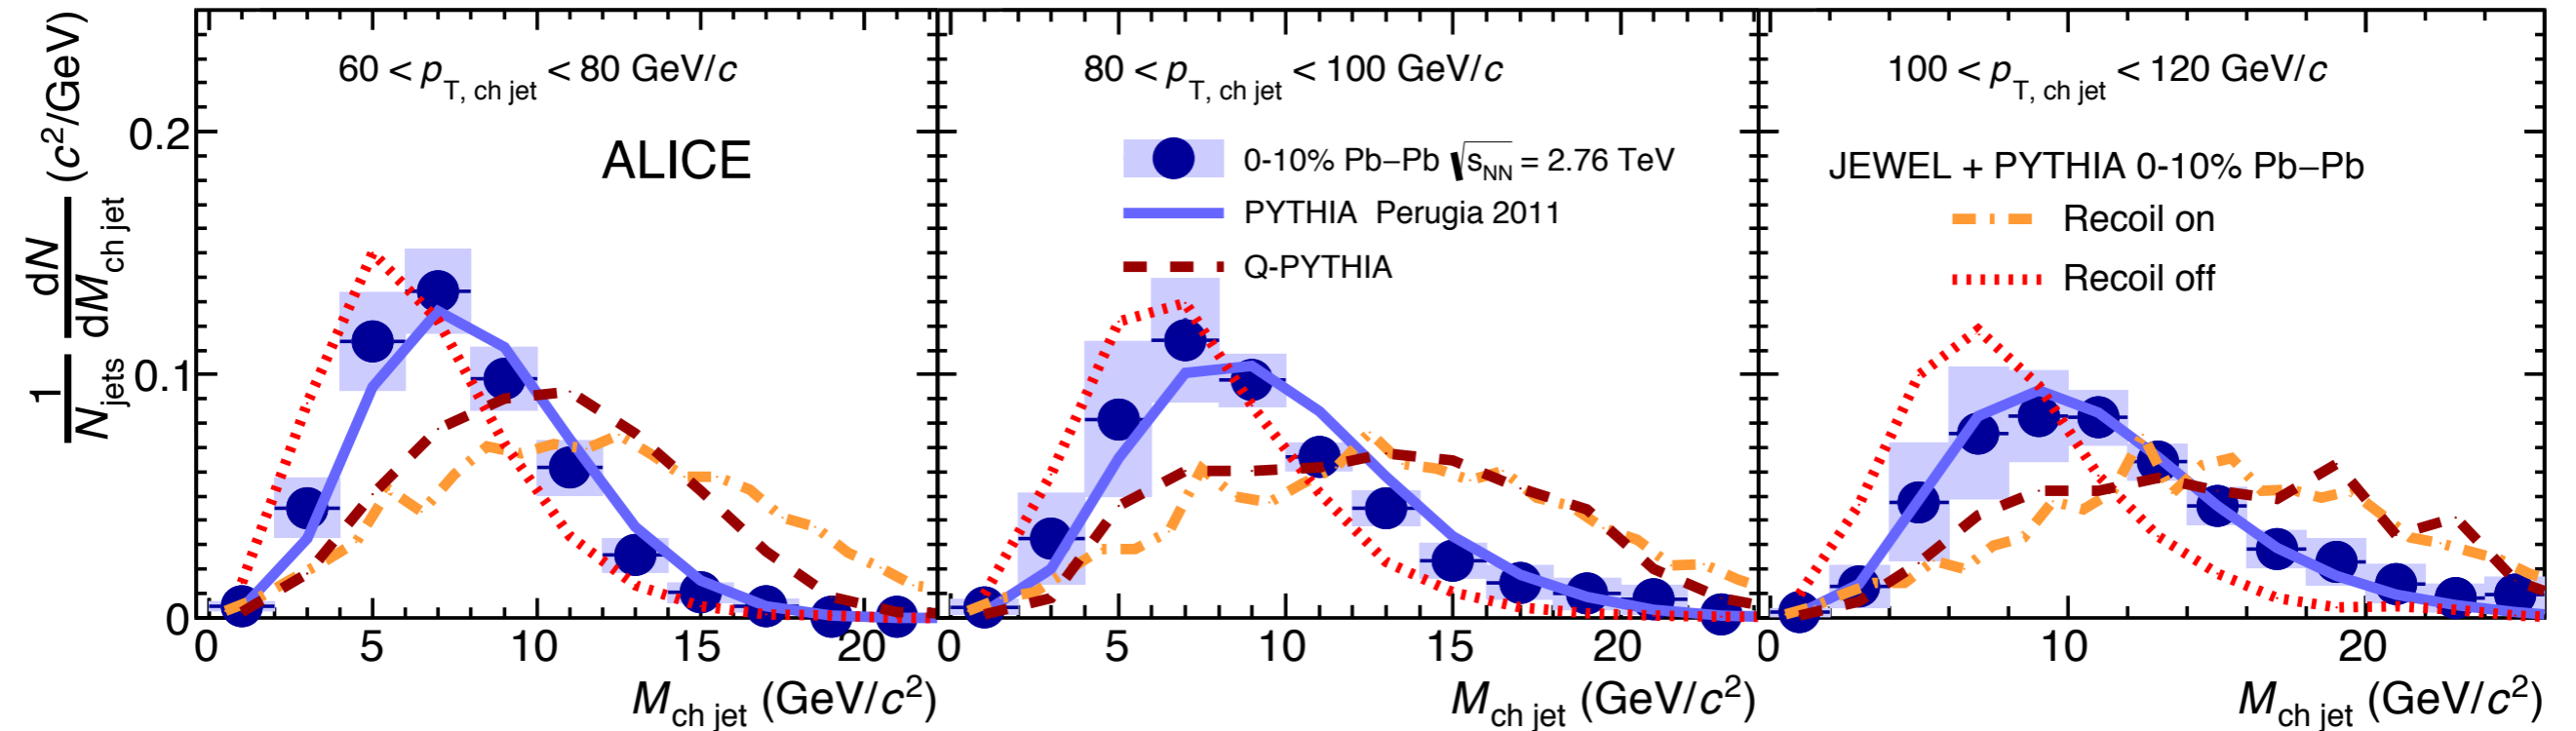 1/N_jets dN/dM_ch jet (c²/GeV)
60 < p_T, ch jet < 80 GeV/c
80 < p_T, ch jet < 100 GeV/c
100 < p_T, ch jet < 120 GeV/c
ALICE
0-10% Pb–Pb √s_NN = 2.76 TeV
PYTHIA Perugia 2011
Q-PYTHIA
JEWEL + PYTHIA 0-10% Pb–Pb
Recoil on
Recoil off
0.2
0.1
0
0 5 10 15 20
0 5 10 15 20
0 10 20
M_ch jet (GeV/c²)
M_ch jet (GeV/c²)
M_ch jet (GeV/c²)